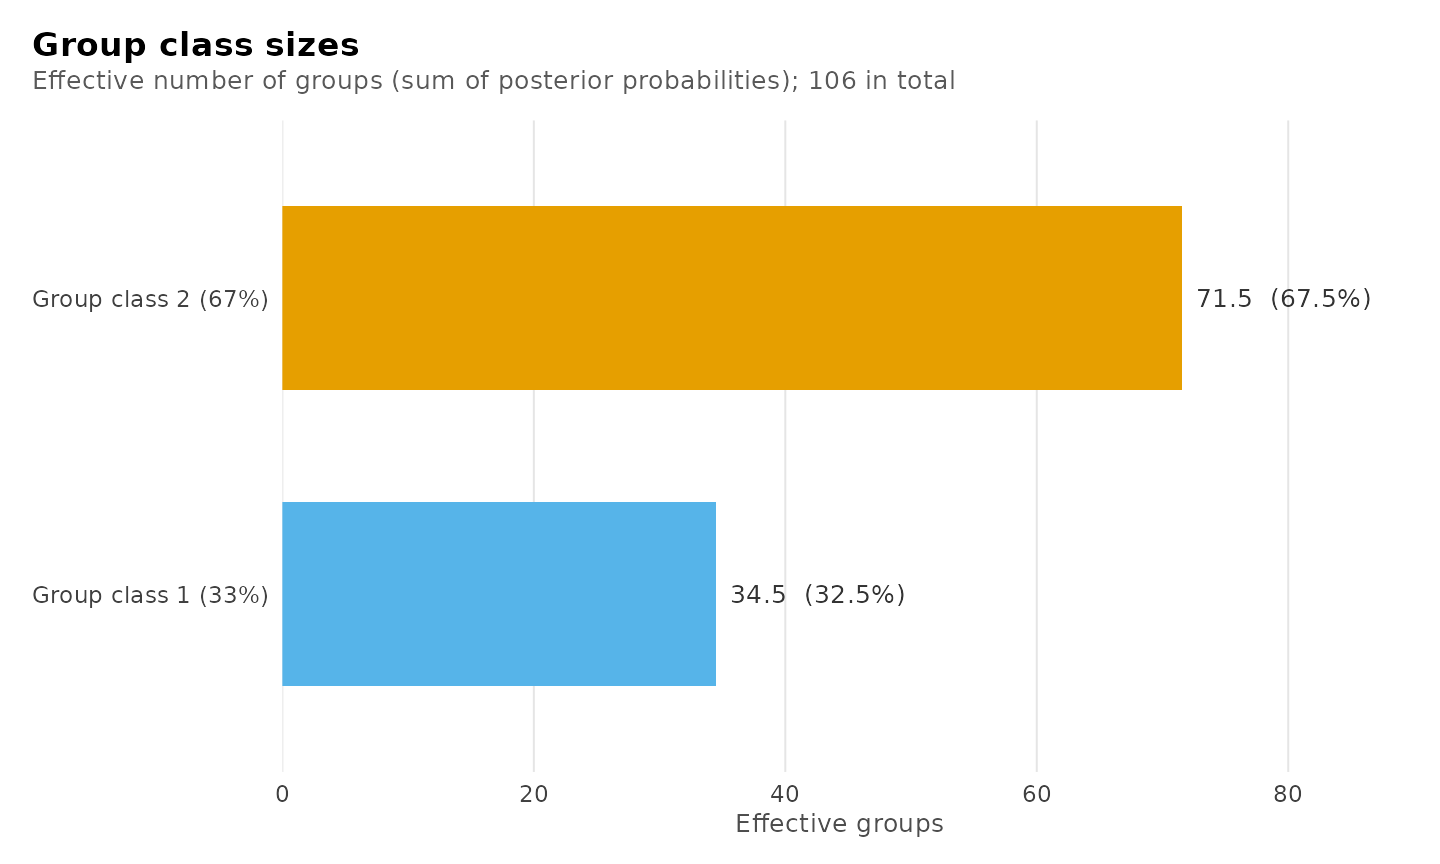 Group class sizes
Effective number of groups (sum of posterior probabilities); 106 in total
Group class 2 (67%)
71.5 (67.5%)
Group class 1 (33%)
34.5 (32.5%)
0 20 40 60 80
Effective groups